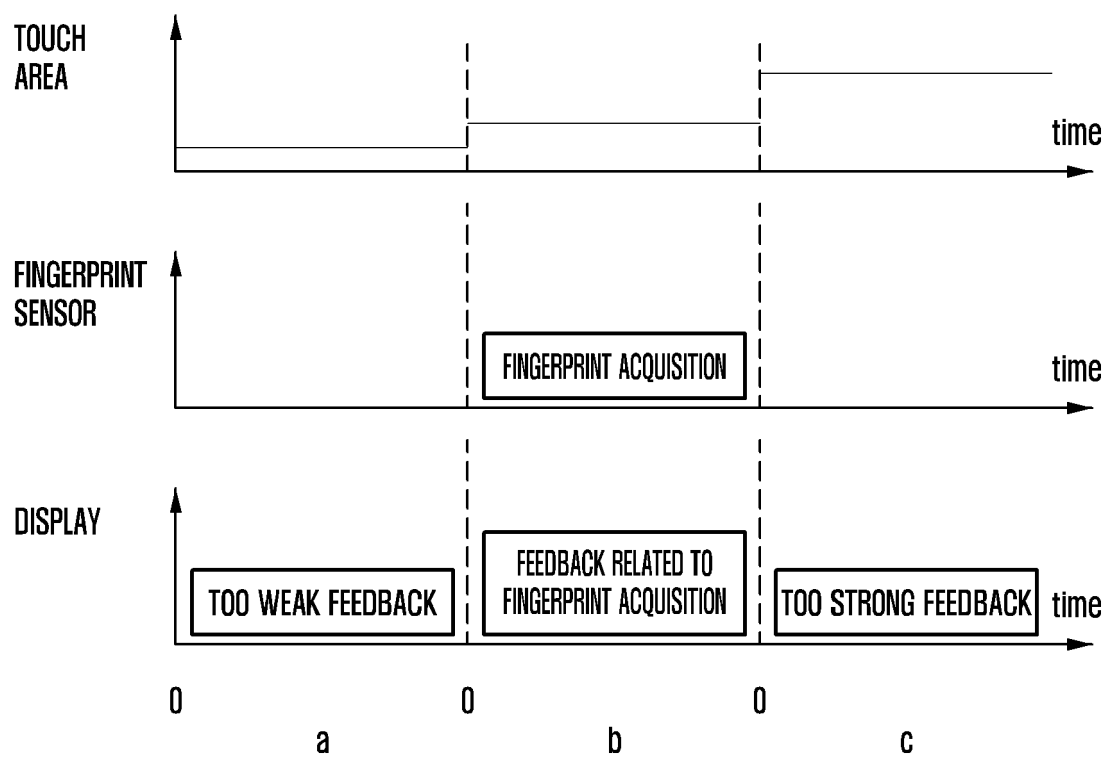 TOUCH
AREA
time
FINGERPRINT
SENSOR
FINGERPRINT ACQUISITION
time
DISPLAY
TOO WEAK FEEDBACK
FEEDBACK RELATED TO
FINGERPRINT ACQUISITION
TOO STRONG FEEDBACK
time
0 0 0
a b c